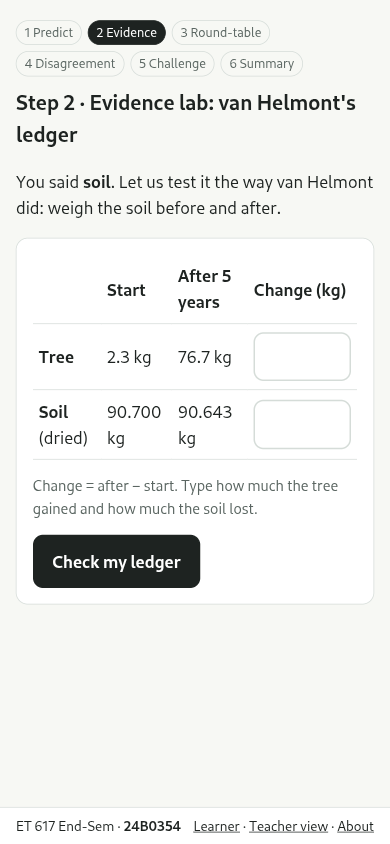 1 Predict
2 Evidence
3 Round-table
4 Disagreement
5 Challenge
6 Summary
Step 2 · Evidence lab: van Helmont's
ledger
You said soil. Let us test it the way van Helmont
did: weigh the soil before and after.
Start
After 5
years
Change (kg)
Tree
2.3 kg
76.7 kg
Soil
(dried)
90.700
kg
90.643
kg
Change = after – start. Type how much the tree
gained and how much the soil lost.
Check my ledger
ET 617 End-Sem · 24B0354
Learner · Teacher view · About